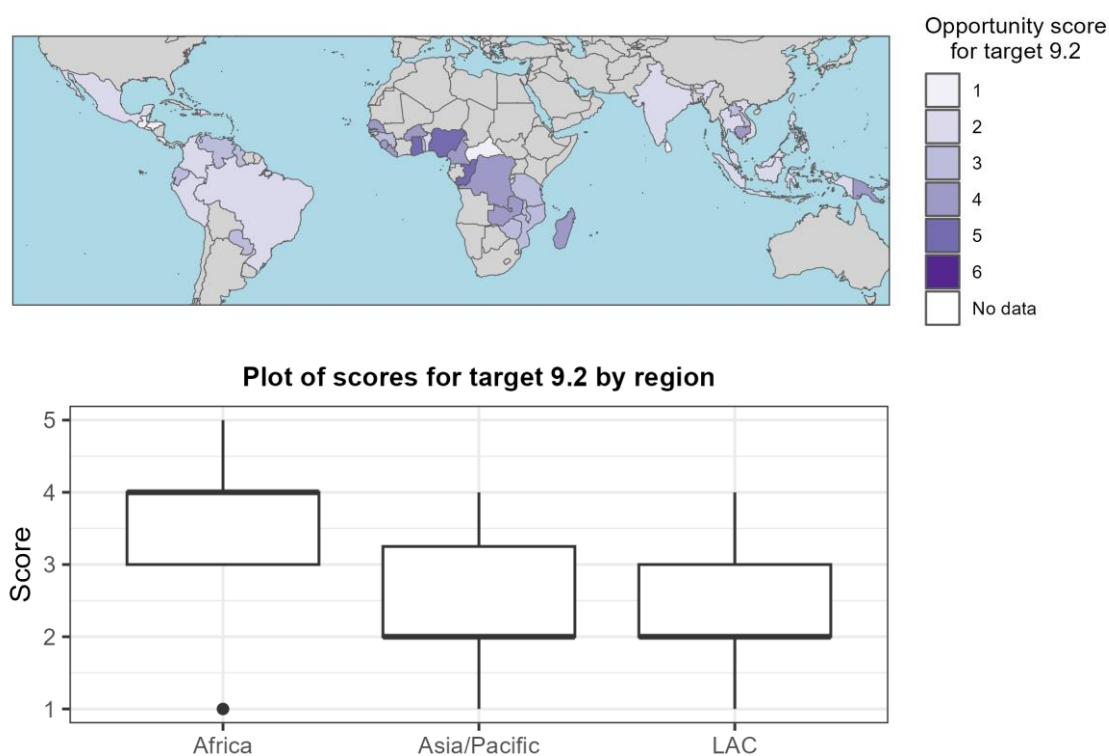 Opportunity score
for target 9.2
1
2
3
4
5
6
No data
Plot of scores for target 9.2 by region
5
4
3
2
1
Score
Africa
Asia/Pacific
LAC